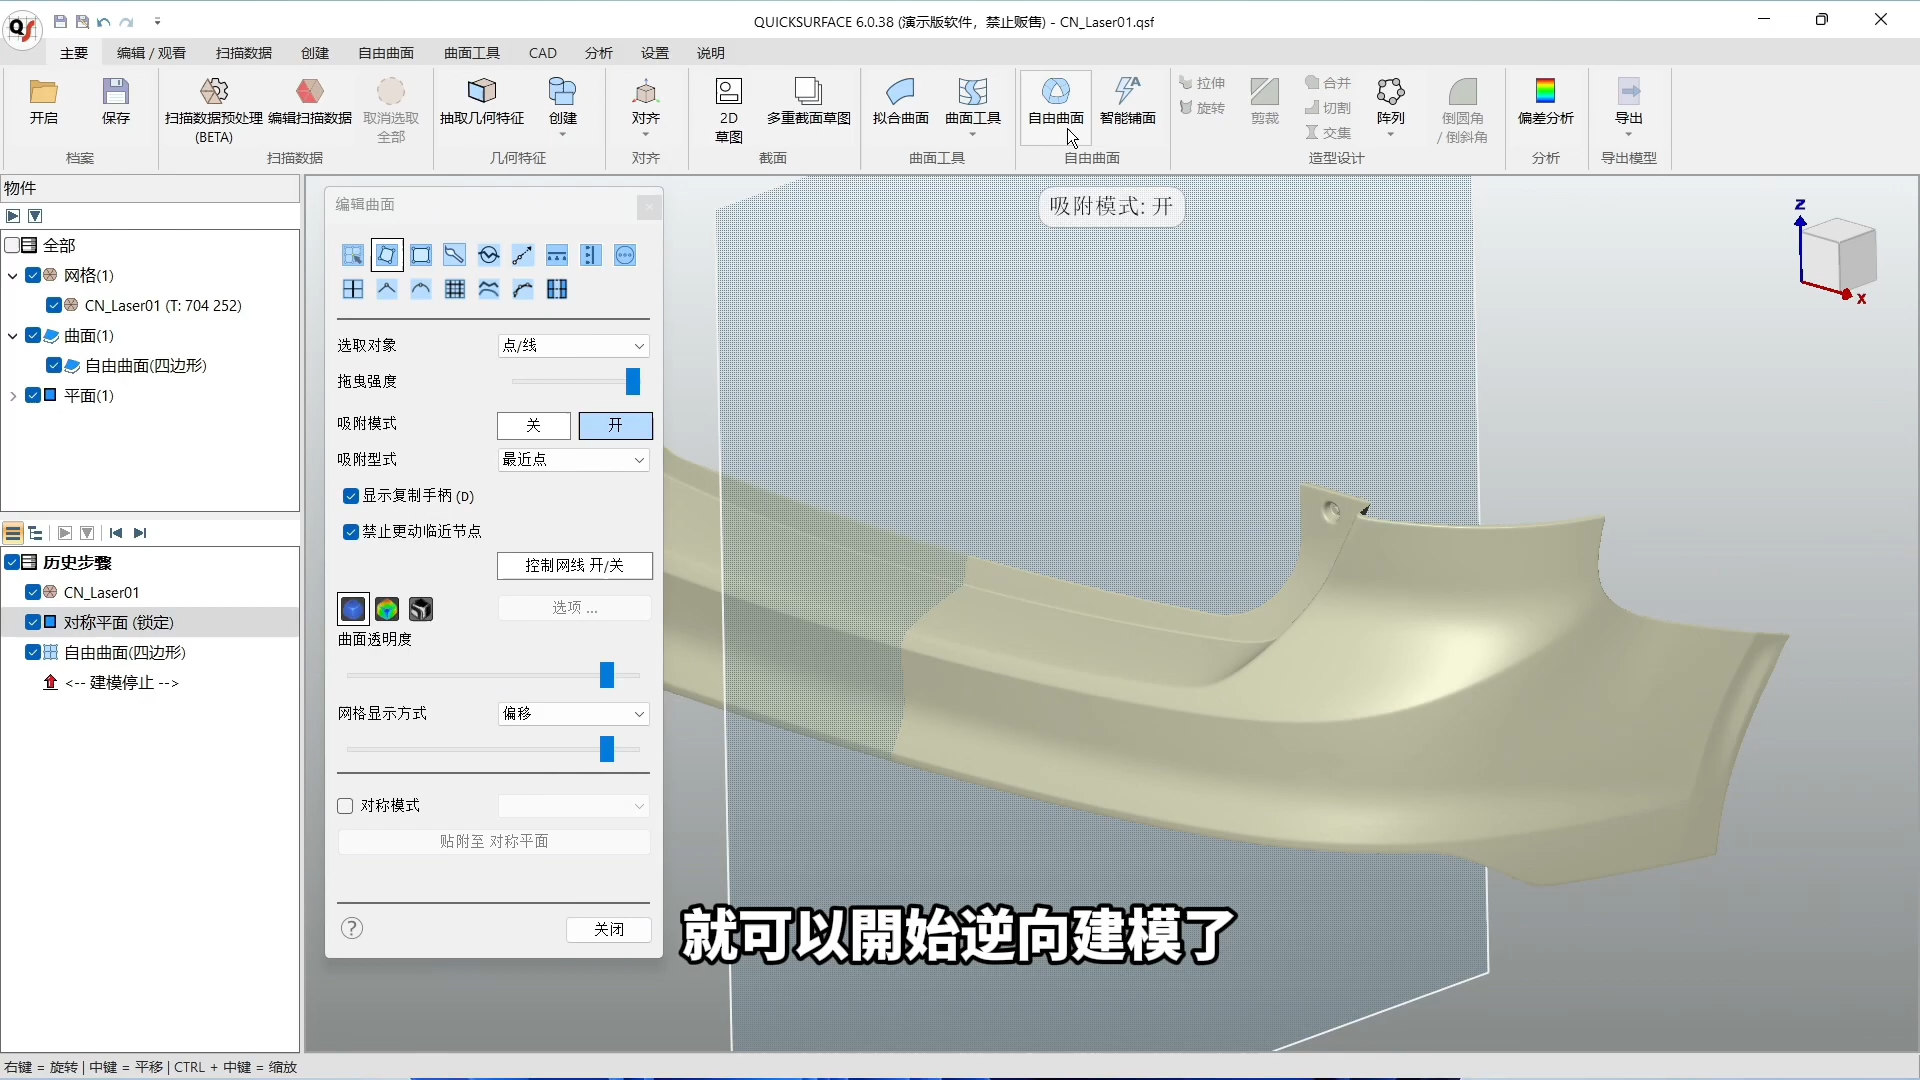 QUICKSURFACE 6.0.38 (演示版软件，禁止贩售) - CN_Laser01.qsf
主要 编辑 / 观看 扫描数据 创建 自由曲面 曲面工具 CAD 分析 设置 说明
开启 保存 扫描数据预处理 (BETA) 编辑扫描数据 取消选取 全部 抽取几何特征 创建 对齐 2D 草图 多重截面草图 拟合曲面 曲面工具 自由曲面 智能辅面 拉伸 旋转 剪裁 合并 切割 交集 阵列 倒圆角 / 倒斜角 偏差分析 导出
档案 扫描数据 几何特征 对齐 截面 曲面工具 自由曲面 造型设计 分析 导出模型
物件
全部
网格(1)
CN_Laser01 (T: 704 252)
曲面(1)
自由曲面(四边形)
平面(1)
历史步骤
CN_Laser01
对称平面 (锁定)
自由曲面(四边形)
<-- 建模停止 -->
编辑曲面
选取对象 点/线
拖曳强度
吸附模式 关 开
吸附型式 最近点
显示复制手柄 (D)
禁止更动临近节点
控制网线 开/关
选项 ...
曲面透明度
网格显示方式 偏移
对称模式
贴附至 对称平面
? 关闭
吸附模式: 开
Z
X
就可以開始逆向建模了
右键 = 旋转 | 中键 = 平移 | CTRL + 中键 = 缩放